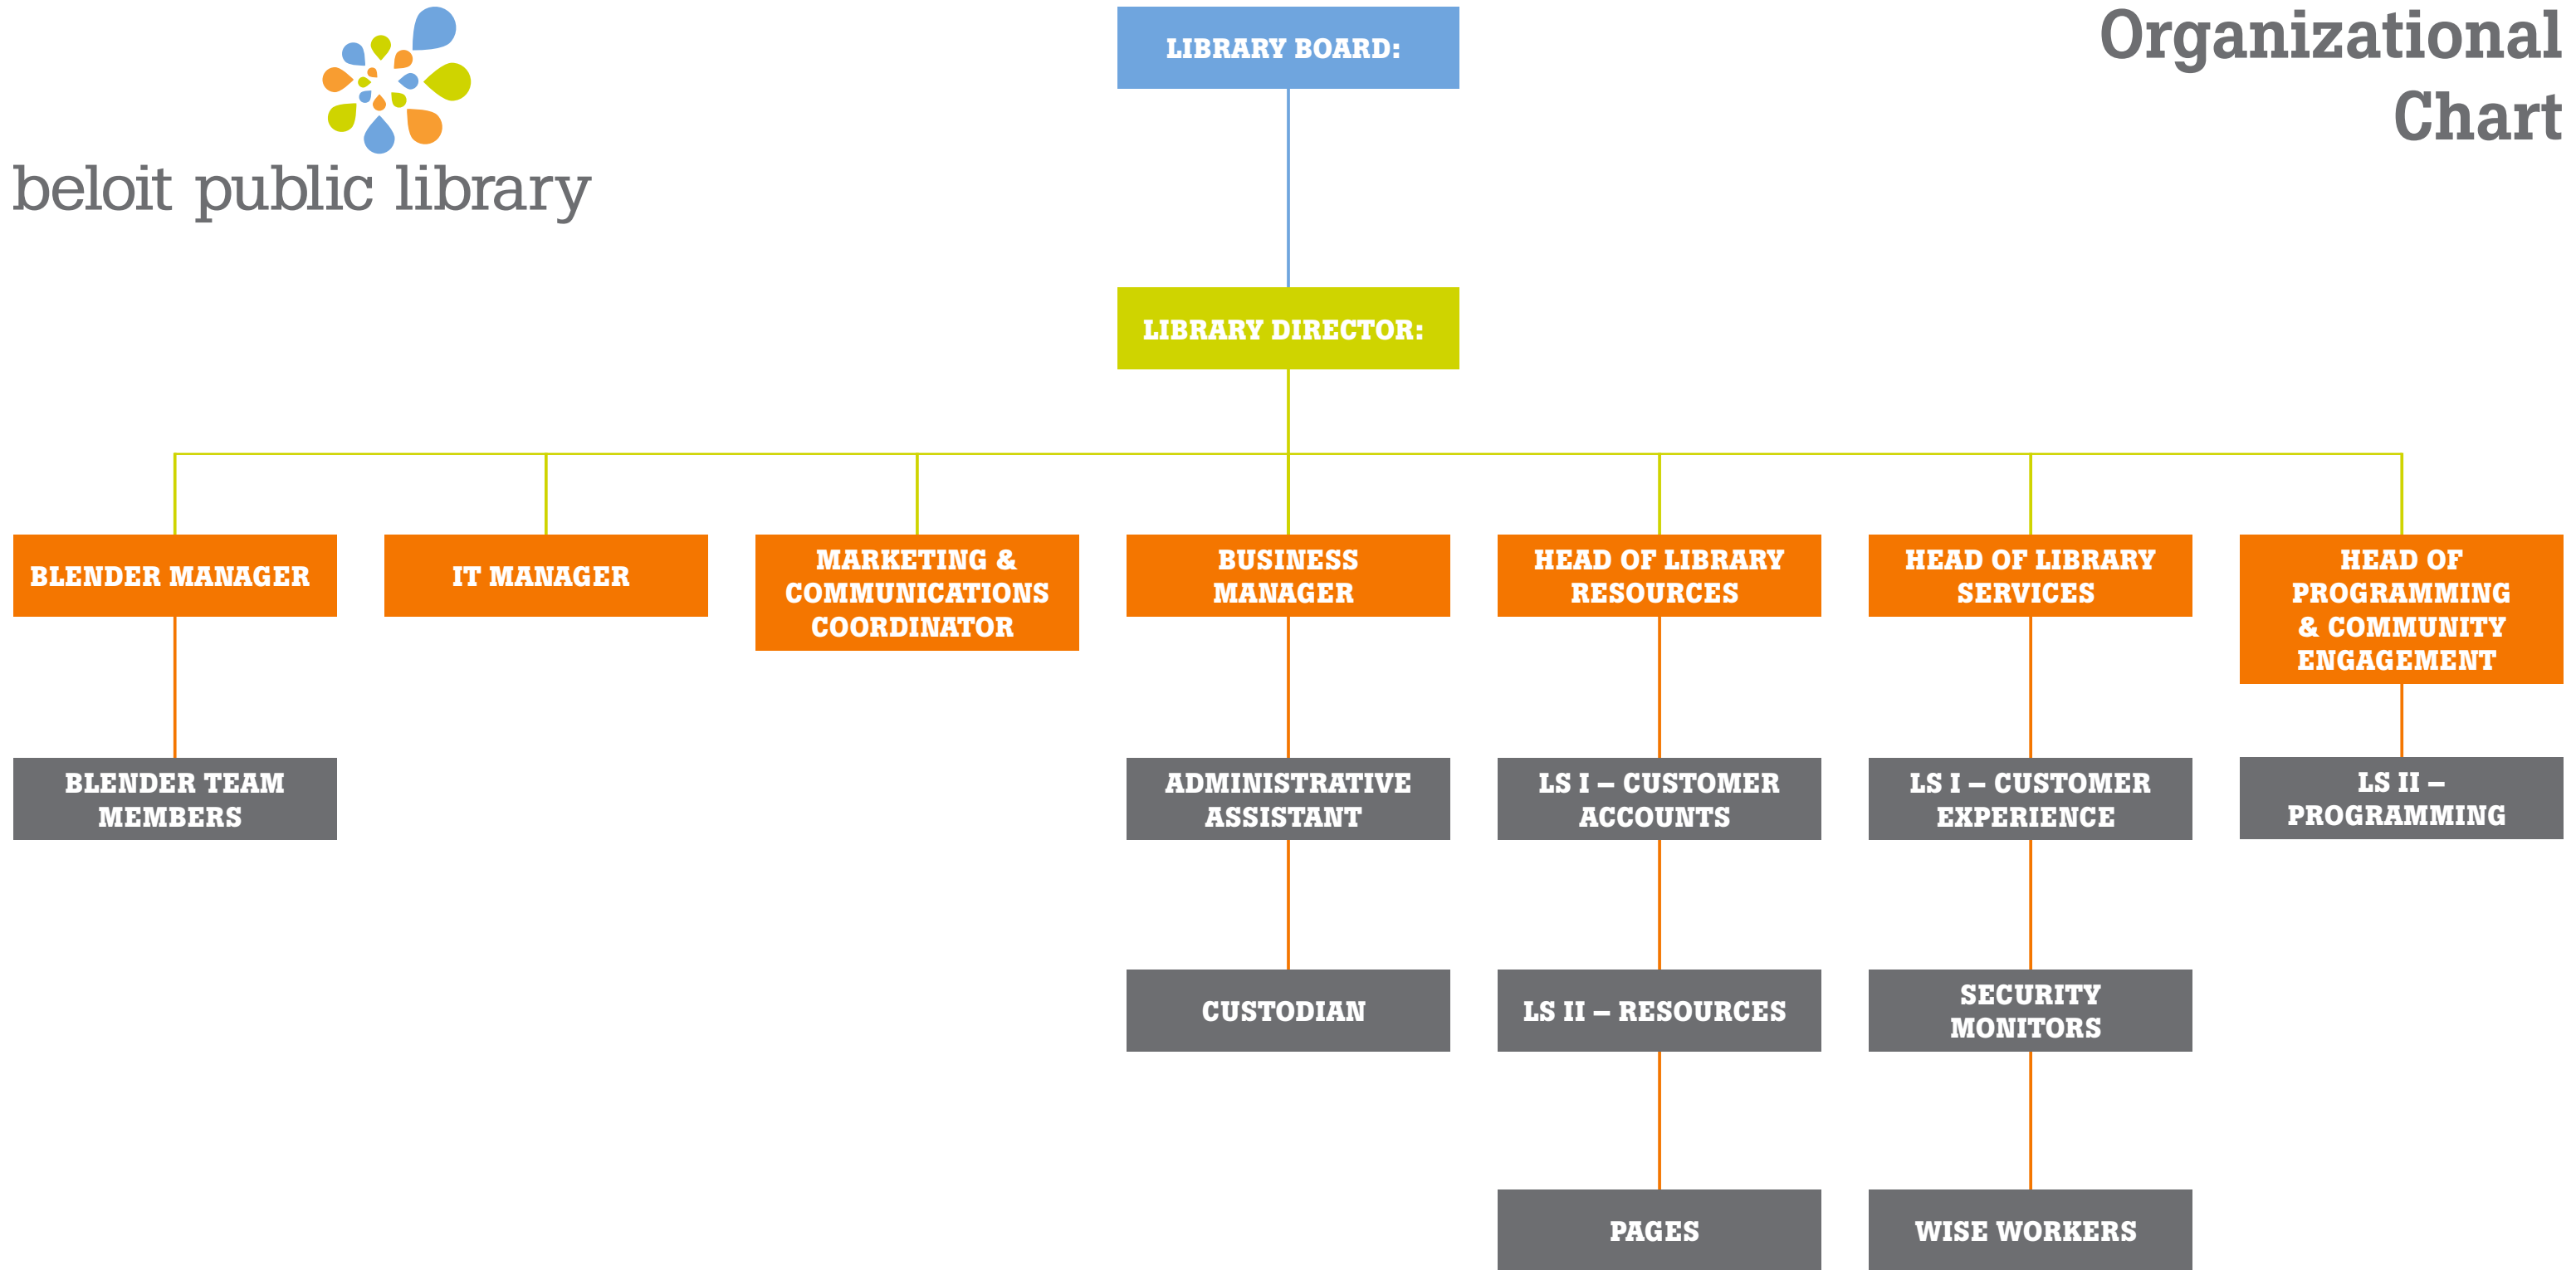 beloit public library
Organizational
Chart
LIBRARY BOARD:
LIBRARY DIRECTOR:
BLENDER MANAGER
IT MANAGER
MARKETING &
COMMUNICATIONS
COORDINATOR
BUSINESS
MANAGER
HEAD OF LIBRARY
RESOURCES
HEAD OF LIBRARY
SERVICES
HEAD OF
PROGRAMMING
& COMMUNITY
ENGAGEMENT
BLENDER TEAM
MEMBERS
ADMINISTRATIVE
ASSISTANT
LS I – CUSTOMER
ACCOUNTS
LS I – CUSTOMER
EXPERIENCE
LS II –
PROGRAMMING
CUSTODIAN
LS II – RESOURCES
SECURITY
MONITORS
PAGES
WISE WORKERS